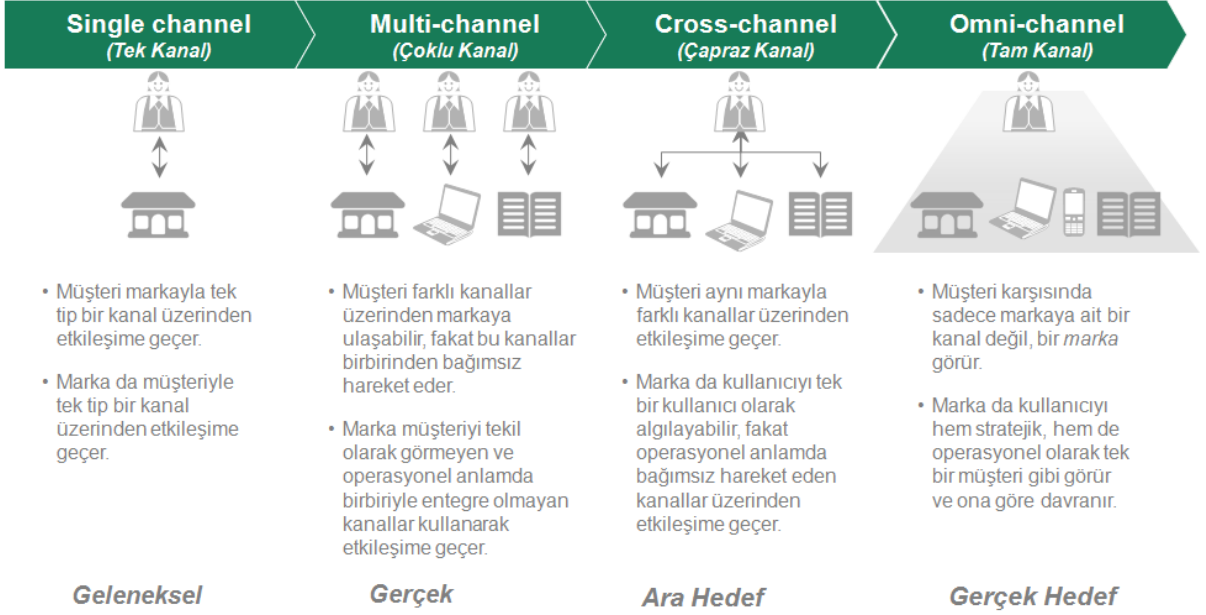 Single channel
(Tek Kanal)
Multi-channel
(Çoklu Kanal)
Cross-channel
(Çapraz Kanal)
Omni-channel
(Tam Kanal)
• Müşteri markayla tek
tip bir kanal üzerinden
etkileşime geçer.
• Marka da müşteriyle
tek tip bir kanal
üzerinden etkileşime
geçer.
Geleneksel
• Müşteri farklı kanallar
üzerinden markaya
ulaşabilir, fakat bu kanallar
birbirinden bağımsız
hareket eder.
• Marka müşteriyi tekil
olarak görmeyen ve
operasyonel anlamda
birbiriyle entegre olmayan
kanallar kullanarak
etkileşime geçer.
Gerçek
• Müşteri aynı markayla
farklı kanallar üzerinden
etkileşime geçer.
• Marka da kullanıcıyı tek
bir kullanıcı olarak
algılayabilir, fakat
operasyonel anlamda
bağımsız hareket eden
kanallar üzerinden
etkileşime geçer.
Ara Hedef
• Müşteri karşısında
sadece markaya ait bir
kanal değil, bir marka
görür.
• Marka da kullanıcıyı
hem stratejik, hem de
operasyonel olarak tek
bir müşteri gibi görür
ve ona göre davranır.
Gerçek Hedef